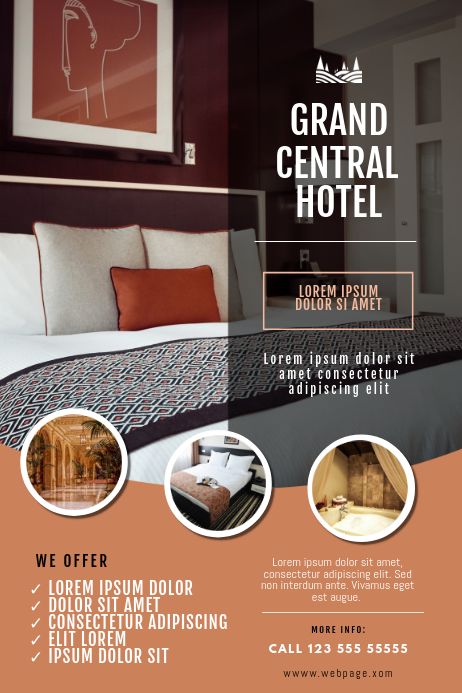 GRAND
CENTRAL
HOTEL
LOREM IPSUM
DOLOR SI AMET
Lorem ipsum dolor sit
amet consectetur
adipiscing elit
WE OFFER
✓ LOREM IPSUM DOLOR
✓ DOLOR SIT AMET
✓ CONSECTETUR ADIPISCING
✓ ELIT LOREM
✓ IPSUM DOLOR SIT
Lorem ipsum dolor sit amet,
consectetur adipiscing elit. Sed
non interdum ante. Vivamus eget
est augue.
MORE INFO:
CALL 123 555 55555
www.webpage.xom